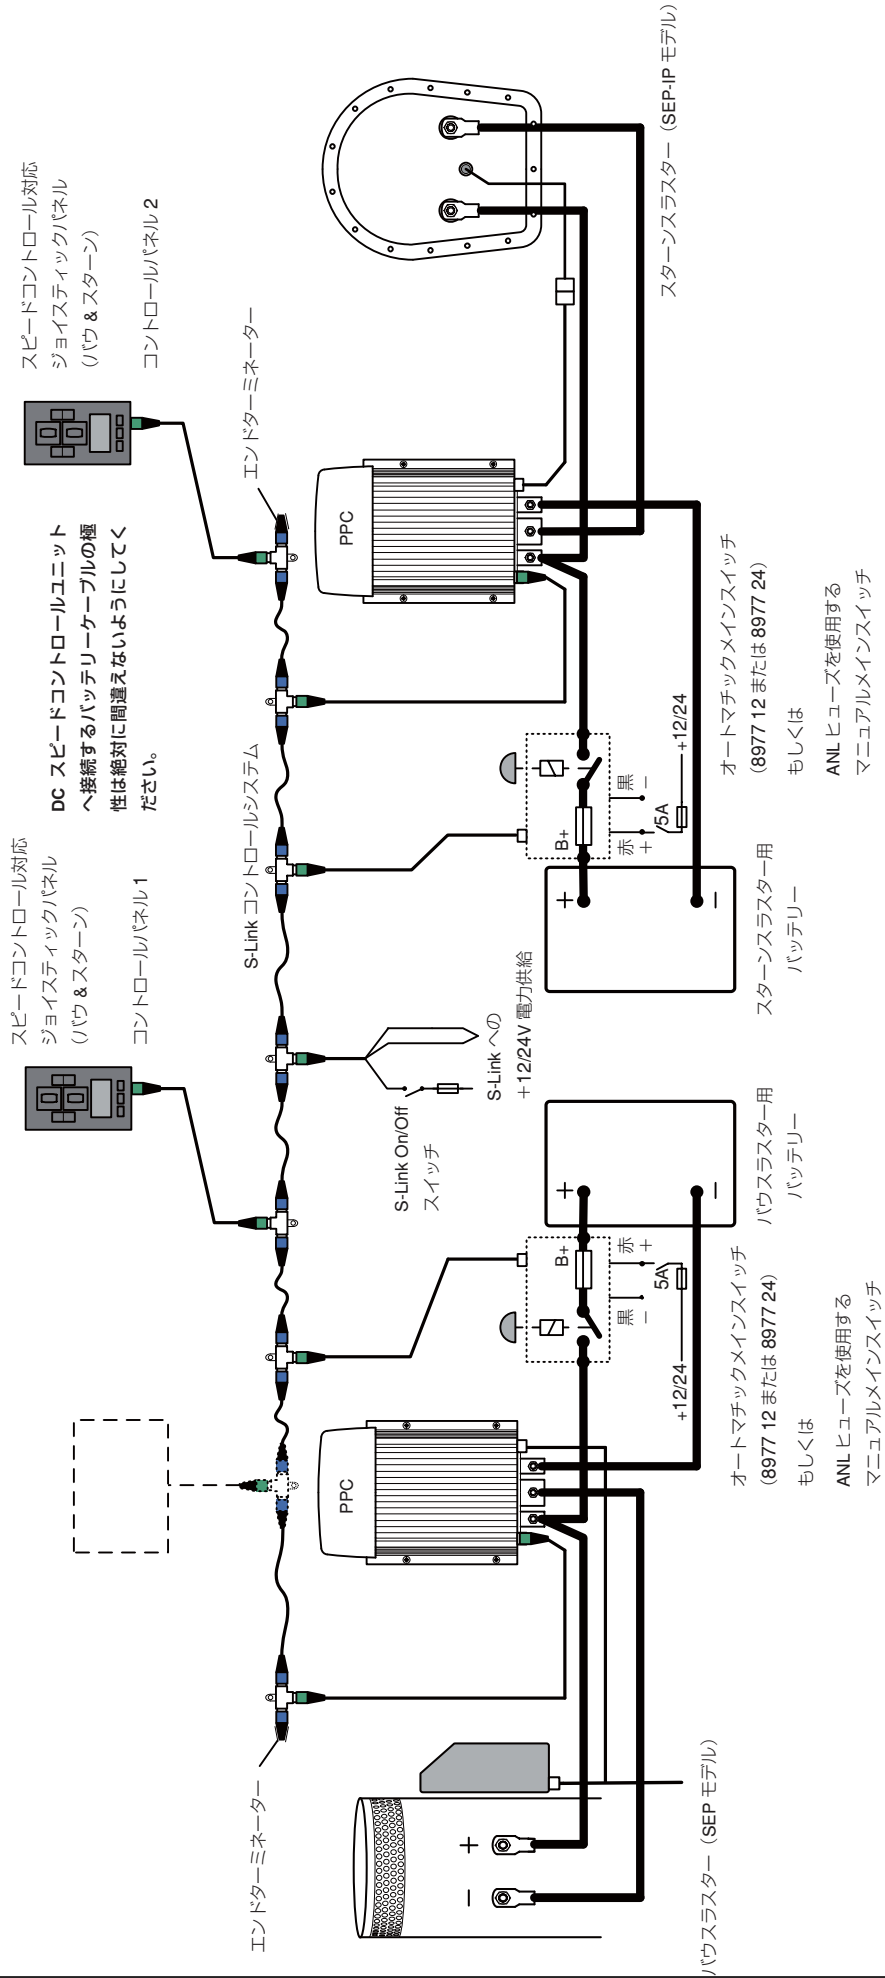 スピードコントロール対応
ジョイスティックパネル
（バウ & スターン）
コントロールパネル 1
スピードコントロール対応
ジョイスティックパネル
（バウ & スターン）
コントロールパネル 2
DC スピードコントロールユニット
へ接続するバッテリーケーブルの極
性は絶対に間違えないようにしてく
ださい。
エンドターミネーター
S-Link コントロールシステム
エンドターミネーター
PPC
PPC
S-Link On/Off
スイッチ
S-Link への
＋12/24V 電力供給
＋
－
B+
黒
－
赤
＋
5A
+12/24
＋
－
バウスラスター用
バッテリー
＋
－
スターンスラスター用
バッテリー
B+
赤
＋
黒
－
5A
+12/24
バウスラスター（SEP モデル）
オートマチックメインスイッチ
(8977 12 または 8977 24)
もしくは
ANL ヒューズを使用する
マニュアルメインスイッチ
オートマチックメインスイッチ
(8977 12 または 8977 24)
もしくは
ANL ヒューズを使用する
マニュアルメインスイッチ
スターンスラスター（SEP-IP モデル）